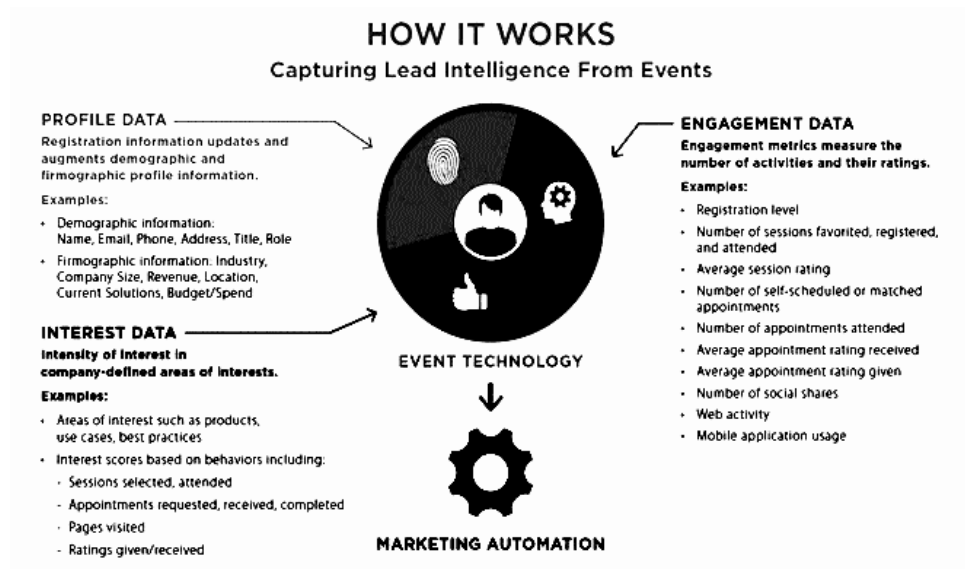 HOW IT WORKS
Capturing Lead Intelligence From Events
PROFILE DATA
Registration information updates and
augments demographic and
firmographic profile information.
Examples:
• Demographic information:
Name, Email, Phone, Address, Title, Role
• Firmographic information: Industry,
Company Size, Revenue, Location,
Current Solutions, Budget/Spend
INTEREST DATA
Intensity of interest in
company-defined areas of interests.
Examples:
• Areas of interest such as products,
use cases, best practices
• Interest scores based on behaviors including:
- Sessions selected, attended
- Appointments requested, received, completed
- Pages visited
- Ratings given/received
EVENT TECHNOLOGY
MARKETING AUTOMATION
ENGAGEMENT DATA
Engagement metrics measure the
number of activities and their ratings.
Examples:
• Registration level
• Number of sessions favorited, registered,
and attended
• Average session rating
• Number of self-scheduled or matched
appointments
• Number of appointments attended
• Average appointment rating received
• Average appointment rating given
• Number of social shares
• Web activity
• Mobile application usage